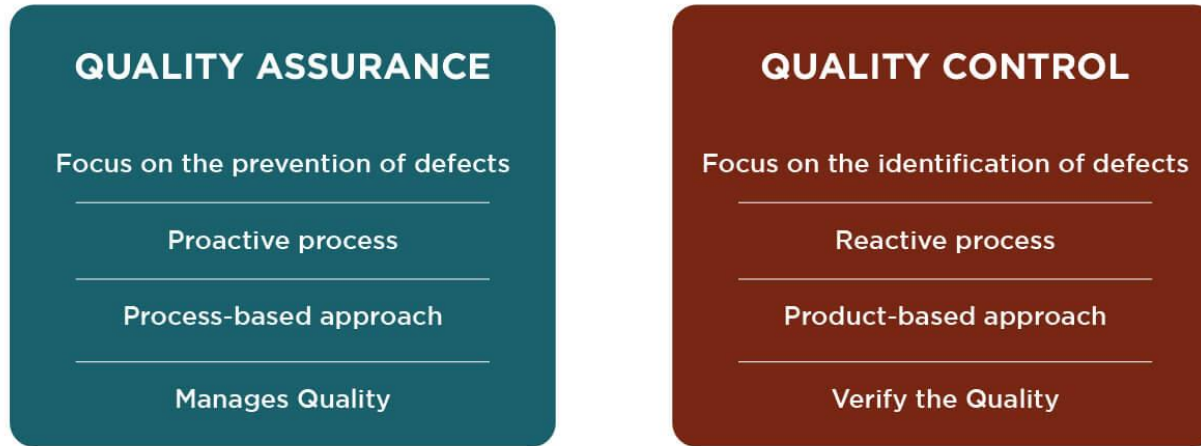 QUALITY ASSURANCE
Focus on the prevention of defects
Proactive process
Process-based approach
Manages Quality
QUALITY CONTROL
Focus on the identification of defects
Reactive process
Product-based approach
Verify the Quality